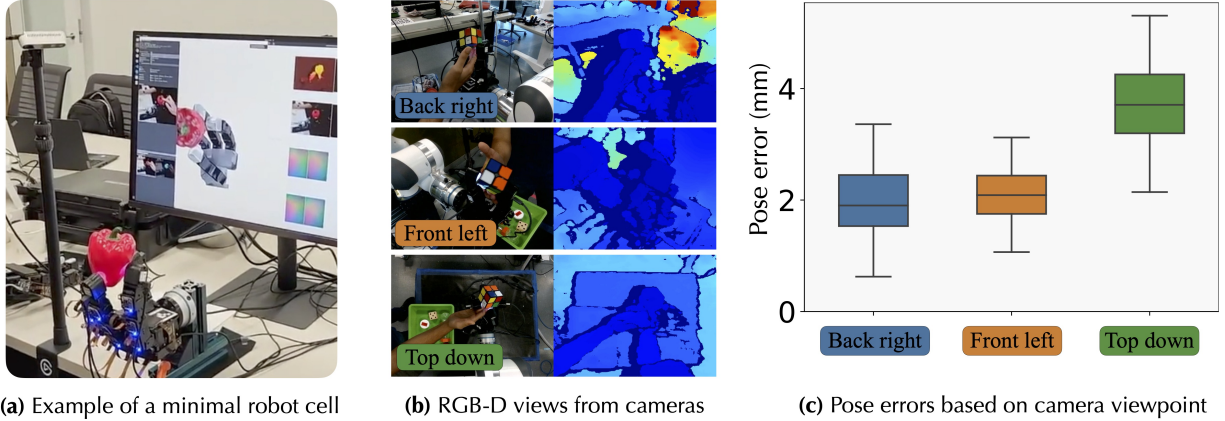 Back right
Front left
Top down
Pose error (mm)
4
2
0
Back right
Front left
Top down
(a) Example of a minimal robot cell
(b) RGB-D views from cameras
(c) Pose errors based on camera viewpoint